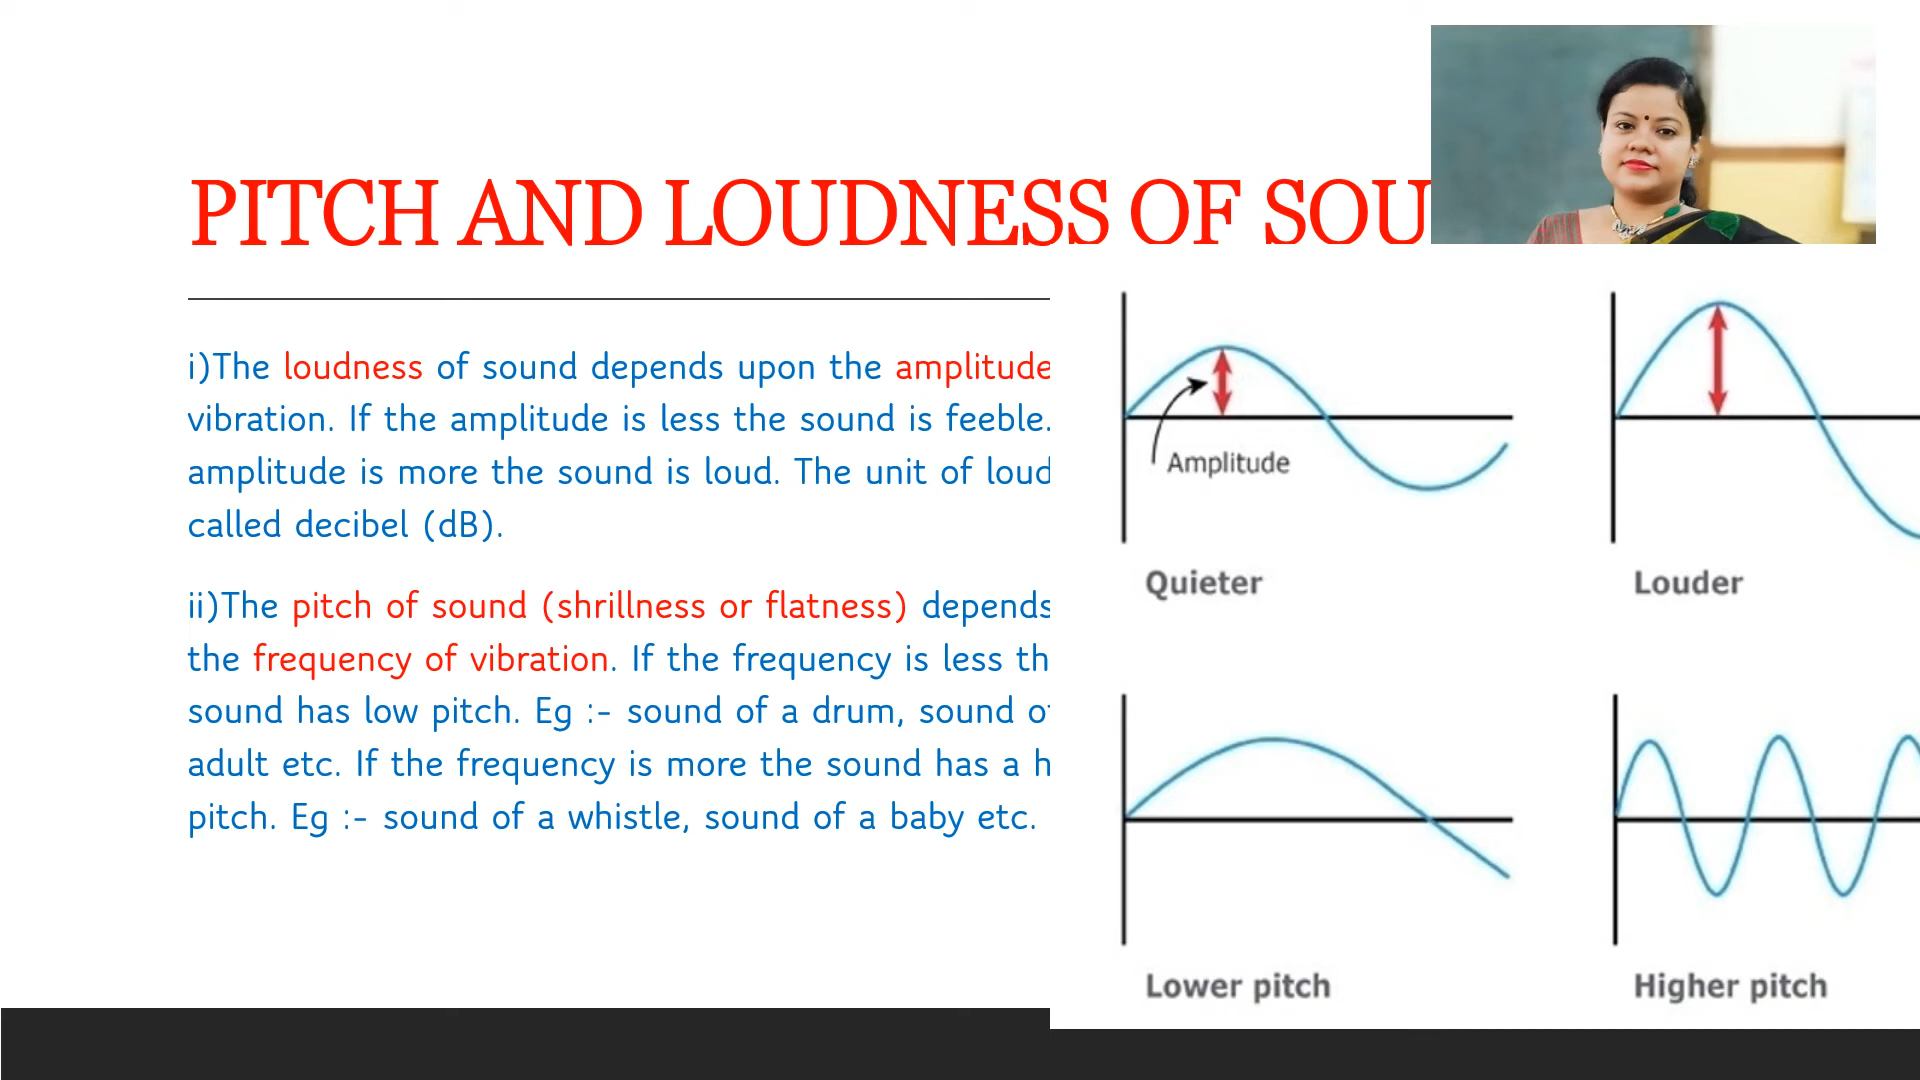 PITCH AND LOUDNESS OF SOU
i)The loudness of sound depends upon the amplitude
vibration. If the amplitude is less the sound is feeble.
amplitude is more the sound is loud. The unit of loud
called decibel (dB).
ii)The pitch of sound (shrillness or flatness) depends
the frequency of vibration. If the frequency is less th
sound has low pitch. Eg :- sound of a drum, sound of
adult etc. If the frequency is more the sound has a h
pitch. Eg :- sound of a whistle, sound of a baby etc.
Amplitude
Quieter
Louder
Lower pitch
Higher pitch